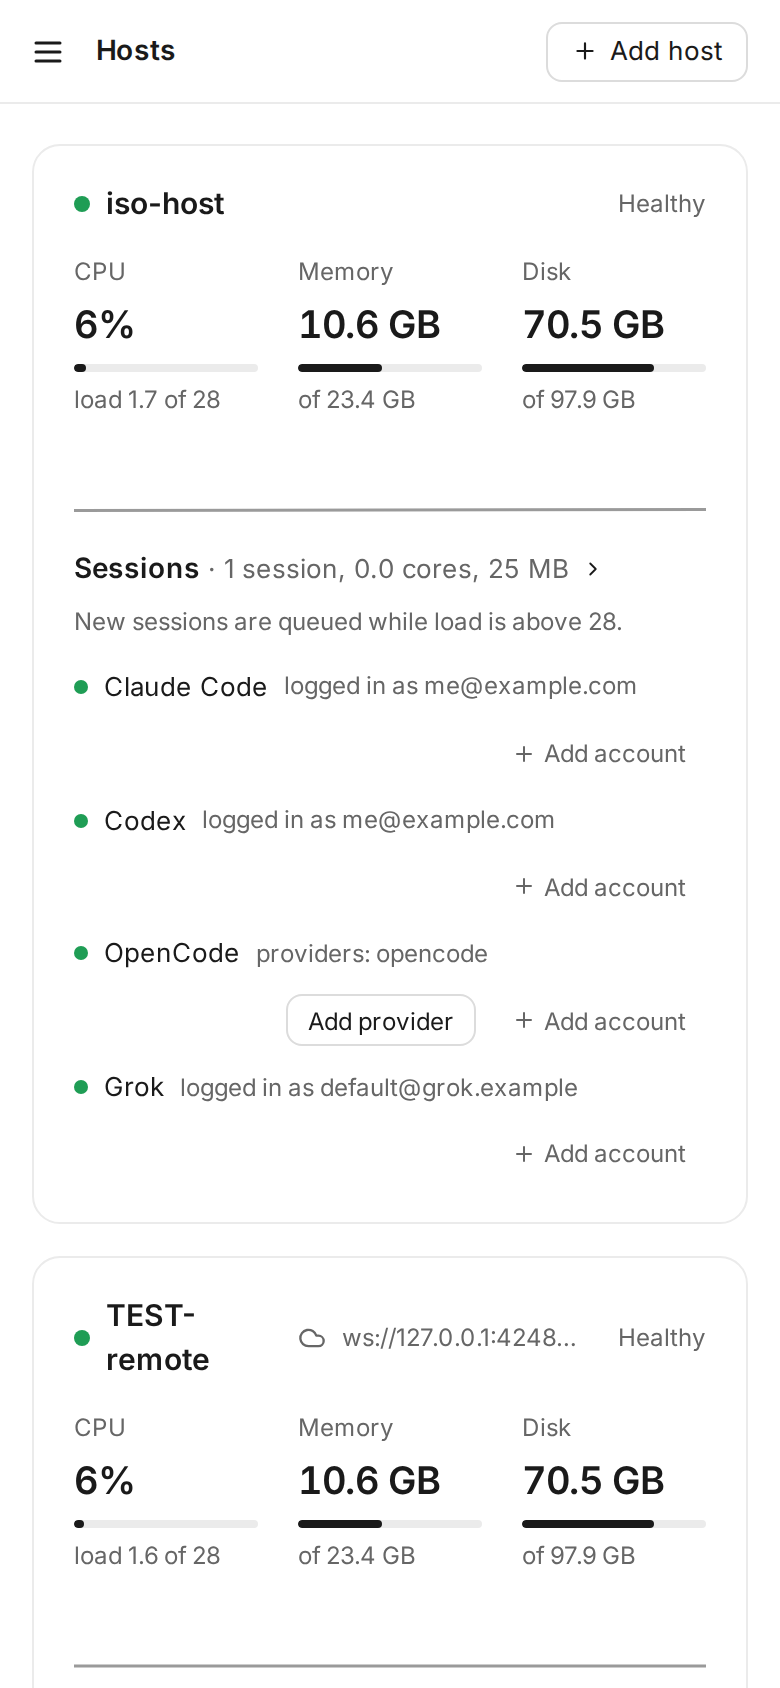 Hosts
+ Add host
iso-host
Healthy
CPU Memory Disk
6% 10.6 GB 70.5 GB
load 1.7 of 28 of 23.4 GB of 97.9 GB
Sessions · 1 session, 0.0 cores, 25 MB >
New sessions are queued while load is above 28.
Claude Code logged in as me@example.com
+ Add account
Codex logged in as me@example.com
+ Add account
OpenCode providers: opencode
Add provider + Add account
Grok logged in as default@grok.example
+ Add account
TEST-
remote
ws://127.0.0.1:4248... Healthy
CPU Memory Disk
6% 10.6 GB 70.5 GB
load 1.6 of 28 of 23.4 GB of 97.9 GB